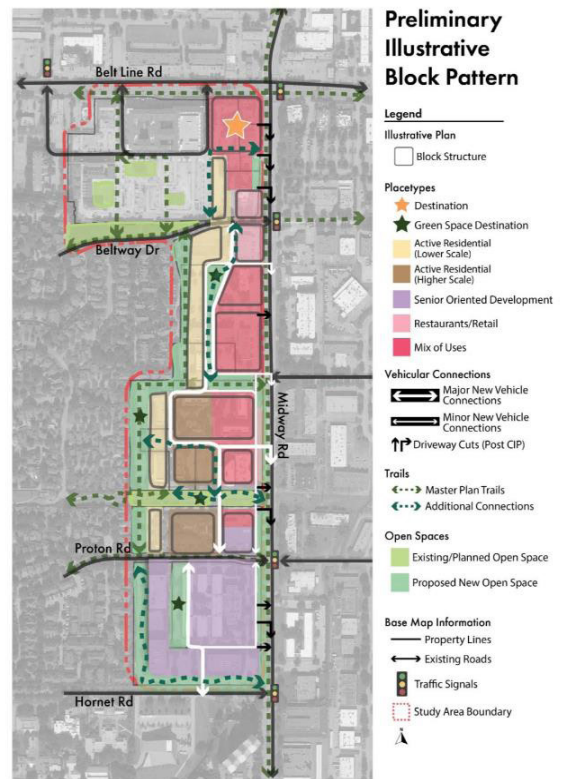 Preliminary
Illustrative
Block Pattern
Legend
Illustrative Plan
Block Structure
Placetypes
Destination
Green Space Destination
Active Residential
(Lower Scale)
Active Residential
(Higher Scale)
Senior Oriented Development
Restaurants/Retail
Mix of Uses
Vehicular Connections
Major New Vehicle
Connections
Minor New Vehicle
Connections
Driveway Cuts (Post CIP)
Trails
Master Plan Trails
Additional Connections
Open Spaces
Existing/Planned Open Space
Proposed New Open Space
Base Map Information
Property Lines
Existing Roads
Traffic Signals
Study Area Boundary
Belt Line Rd
Beltway Dr
Midway Rd
Proton Rd
Hornet Rd